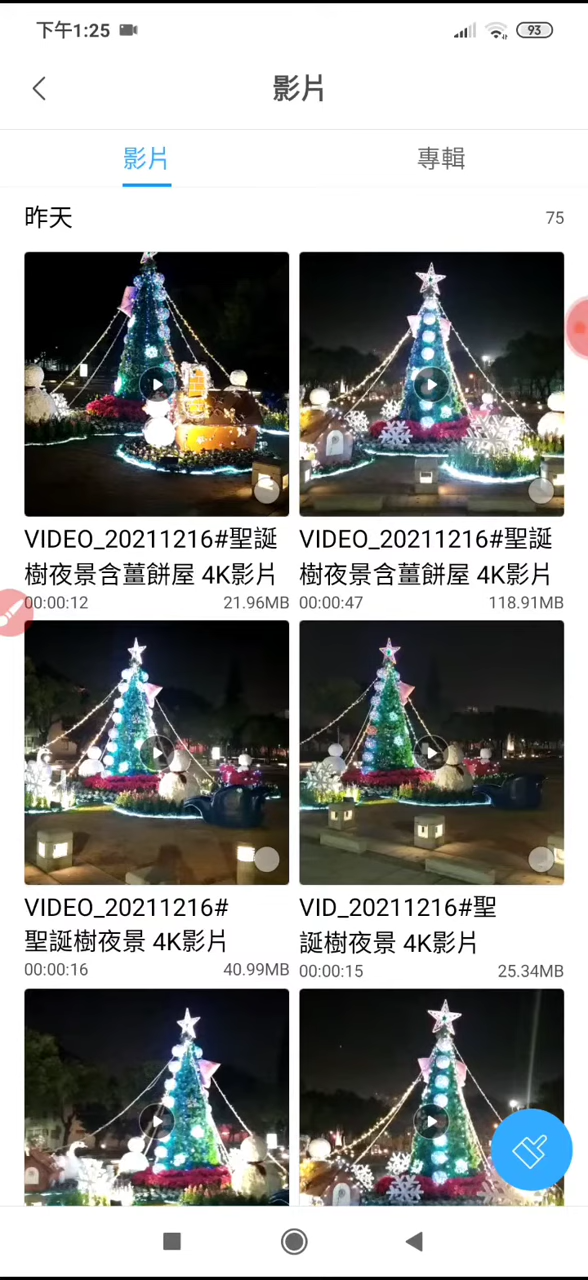 下午1:25
93
影片
影片
專輯
昨天
75
VIDEO_20211216#聖誕
樹夜景含薑餅屋 4K影片
00:00:12
21.96MB
VIDEO_20211216#聖誕
樹夜景含薑餅屋 4K影片
00:00:47
118.91MB
VIDEO_20211216#
聖誕樹夜景 4K影片
00:00:16
40.99MB
VID_20211216#聖
誕樹夜景 4K影片
00:00:15
25.34MB